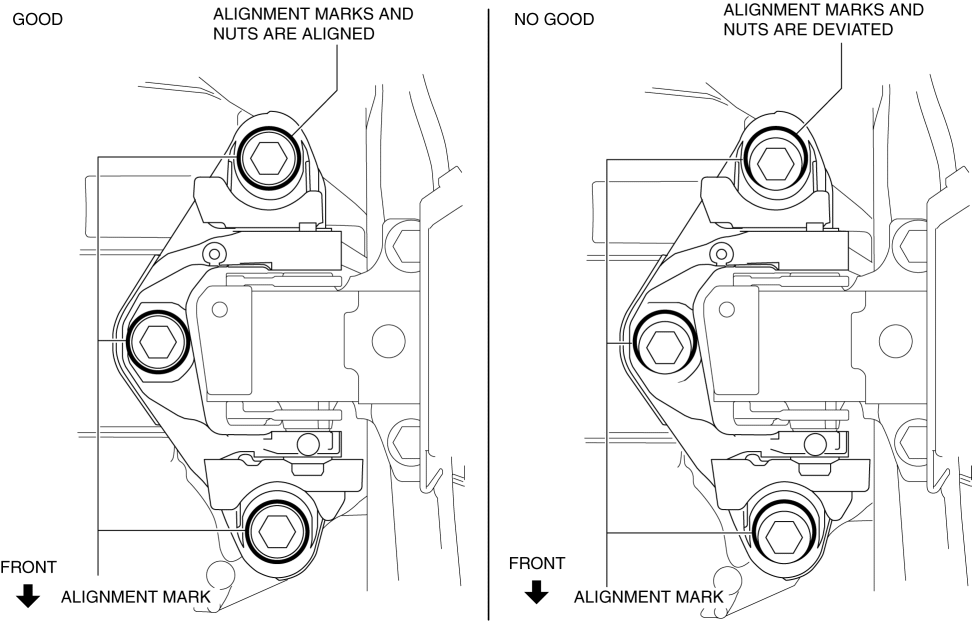 GOOD
ALIGNMENT MARKS AND
NUTS ARE ALIGNED
FRONT
ALIGNMENT MARK
NO GOOD
ALIGNMENT MARKS AND
NUTS ARE DEVIATED
FRONT
ALIGNMENT MARK